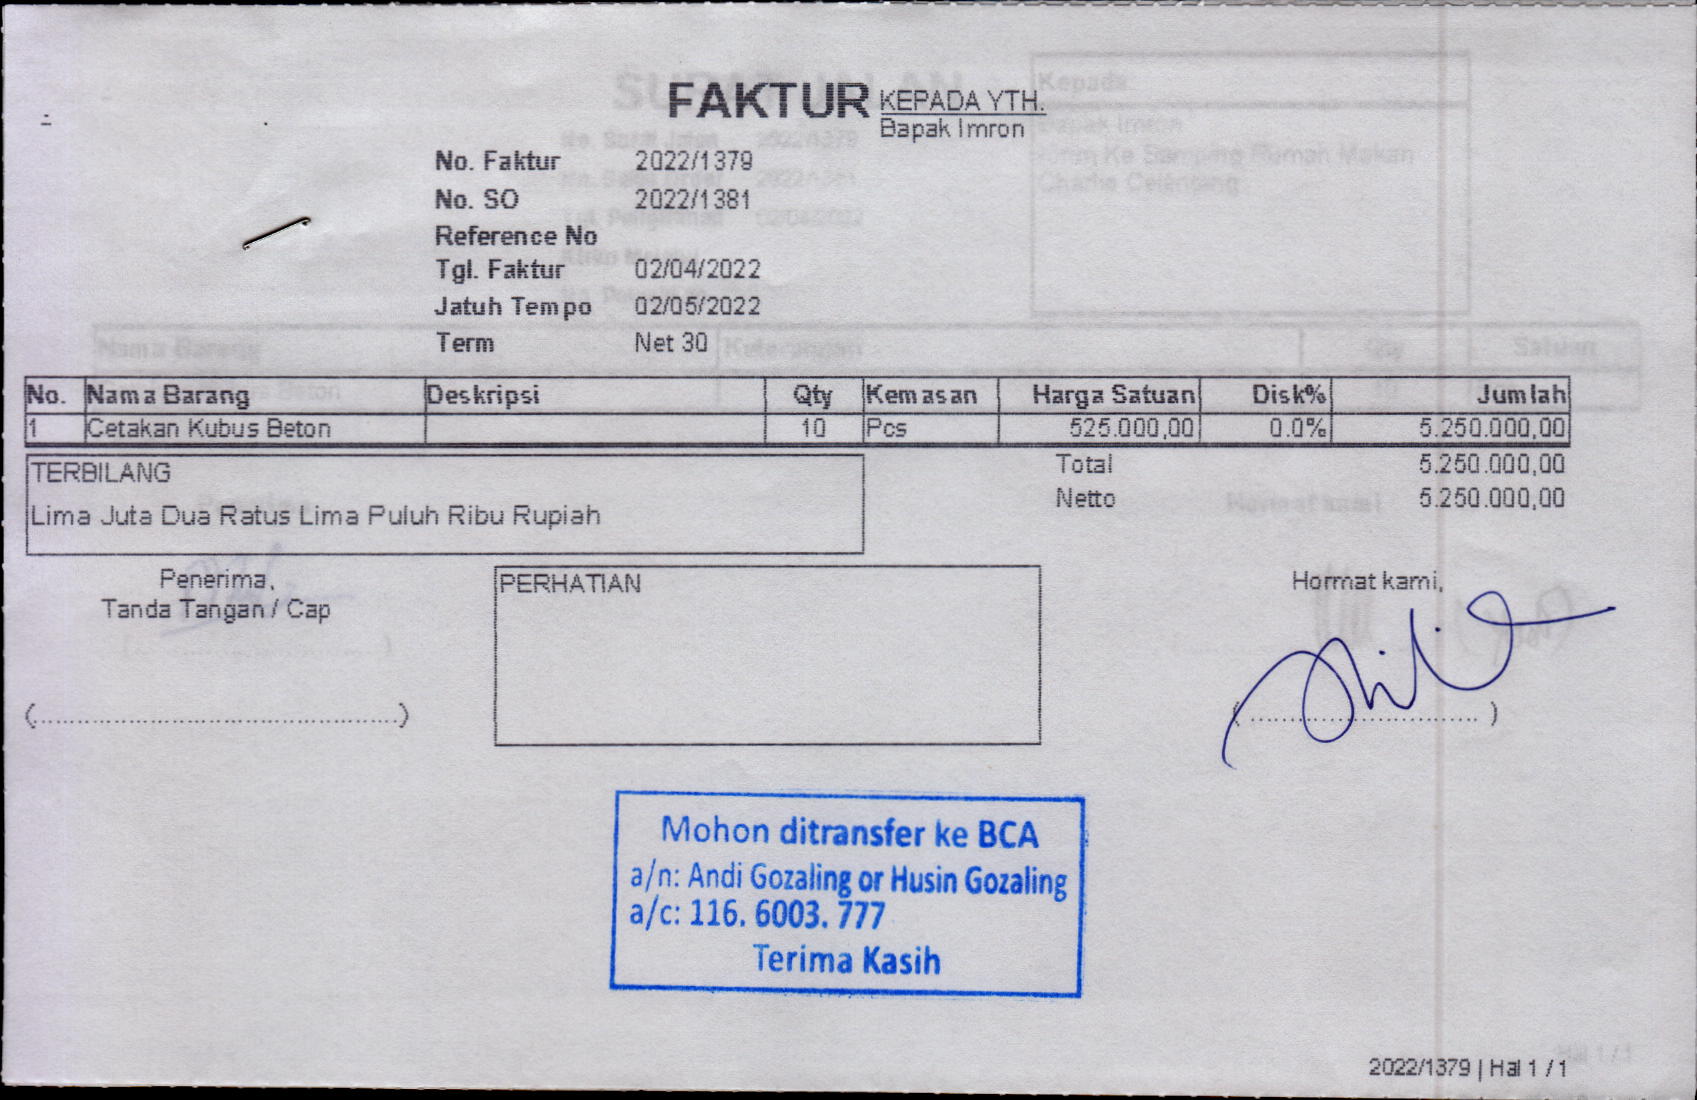 FAKTUR
KEPADA YTH.
Bapak Imron
No. Faktur 2022/1379
No. SO 2022/1381
Reference No
Tgl. Faktur 02/04/2022
Jatuh Tempo 02/05/2022
Term Net 30
No. Nama Barang Deskripsi Qty Kemasan Harga Satuan Disk% Jumlah
1 Cetakan Kubus Beton 10 Pcs 525.000,00 0.0% 5.250.000,00
TERBILANG
Lima Juta Dua Ratus Lima Puluh Ribu Rupiah
Total 5.250.000,00
Netto 5.250.000,00
Penerima,
Tanda Tangan / Cap
PERHATIAN
Hormat kami,
(..........................................)
(..............................)
Mohon ditransfer ke BCA
a/n: Andi Gozaling or Husin Gozaling
a/c: 116. 6003. 777
Terima Kasih
2022/1379 | Hal 1 / 1